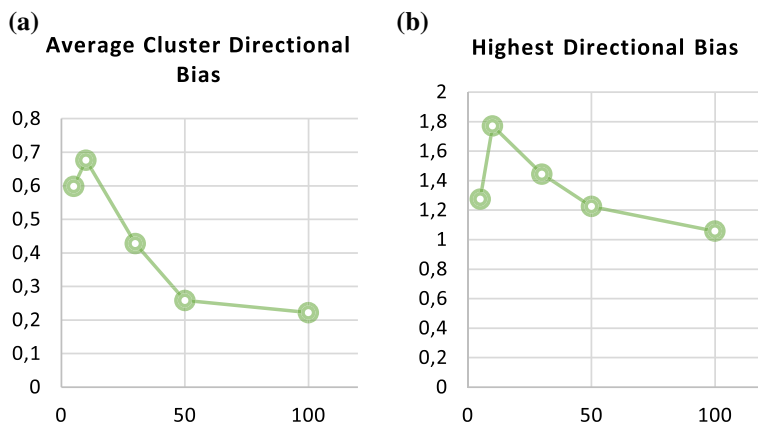 (a)
Average Cluster Directional
Bias
0,8
0,7
0,6
0,5
0,4
0,3
0,2
0,1
0
0 50 100
(b)
Highest Directional Bias
2
1,8
1,6
1,4
1,2
1
0,8
0,6
0,4
0,2
0
0 50 100